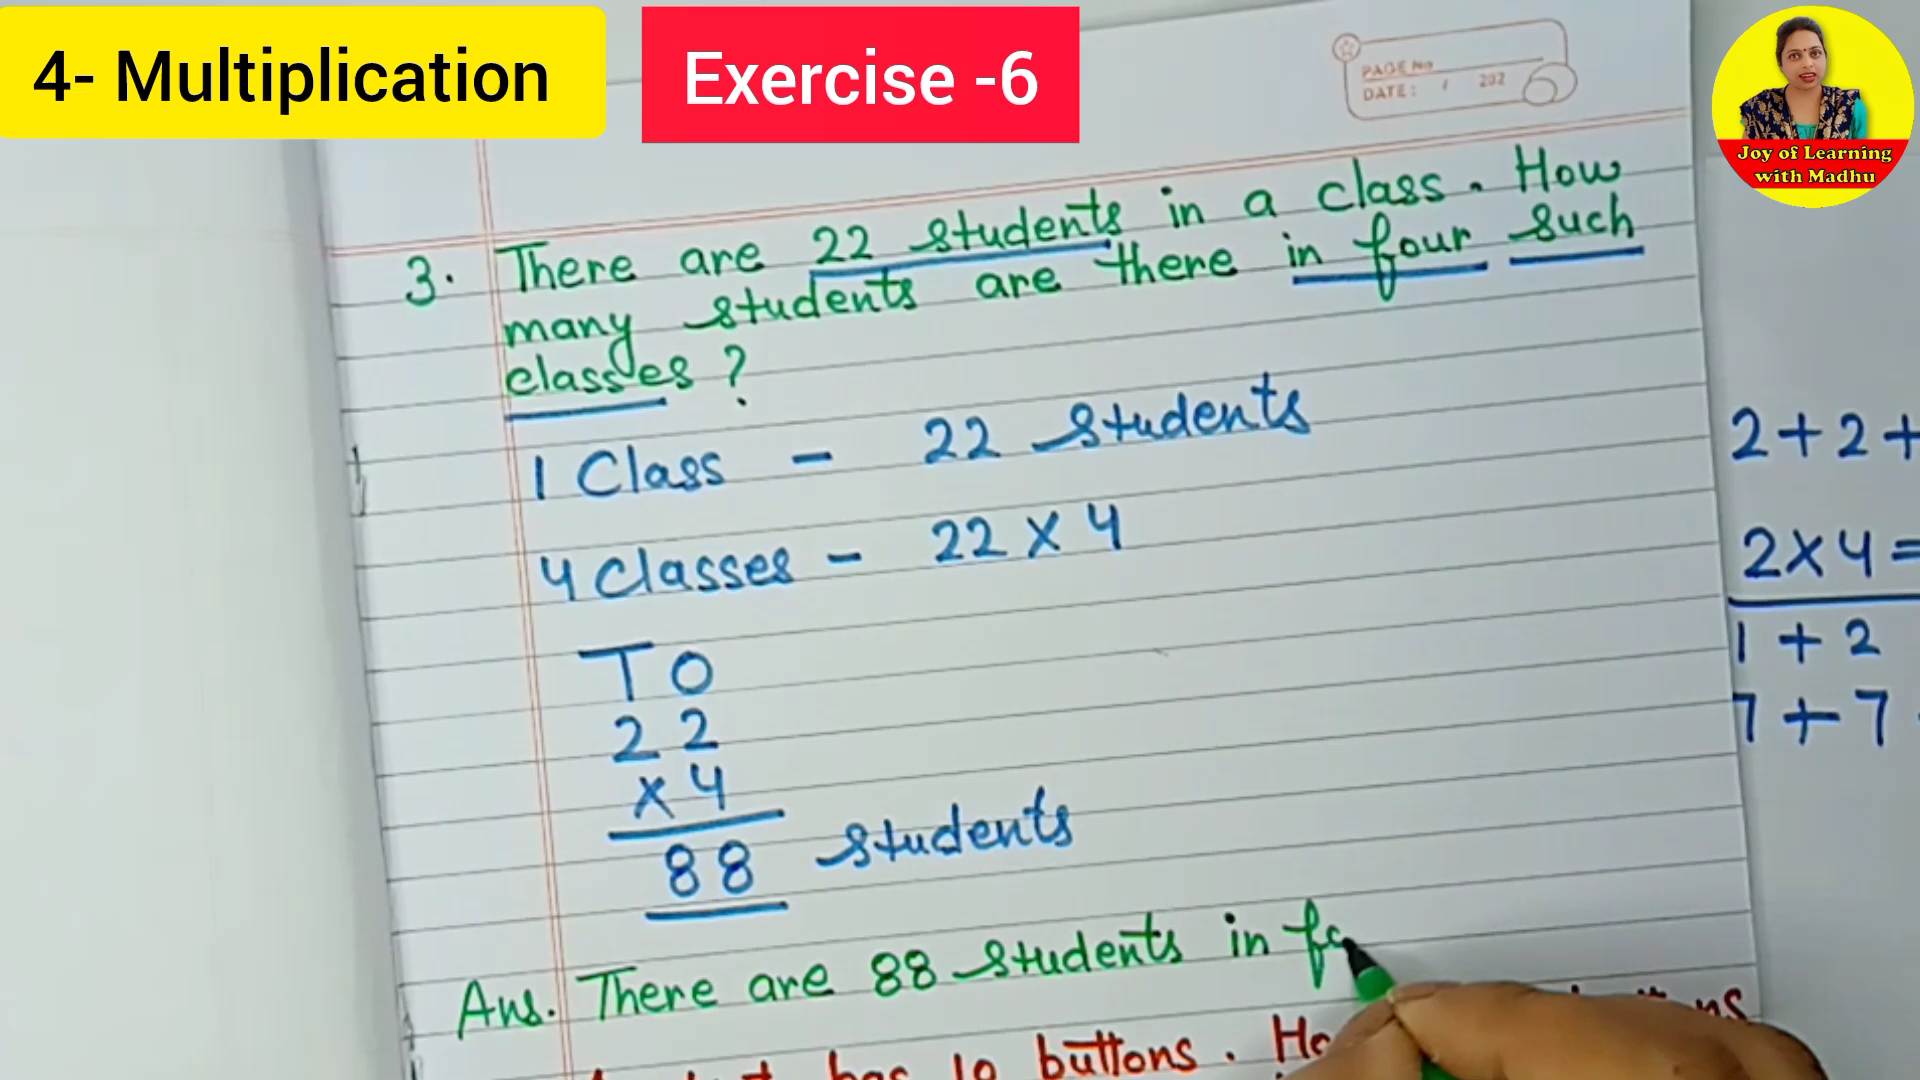 4- Multiplication
Exercise -6
PAGE No
DATE: / 202
Joy of Learning
with Madhu
3. There are 22 students in a class. How
many students are there in four such
classes?
1 Class - 22 students
4 Classes - 22 x 4
T O
2 2
x 4
88 students
Ans. There are 88 students in
has 10 buttons.
2+2+
2x4=
1+2
7+7